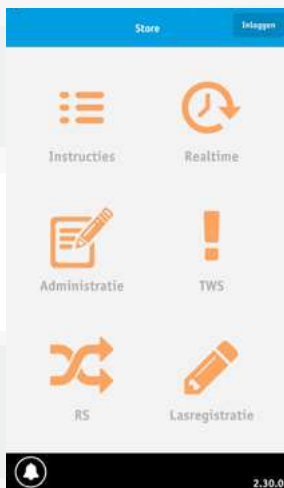 Store
Inloggen
Instructies
Realtime
Administratie
TWS
RS
Lasregistratie
2.30.0